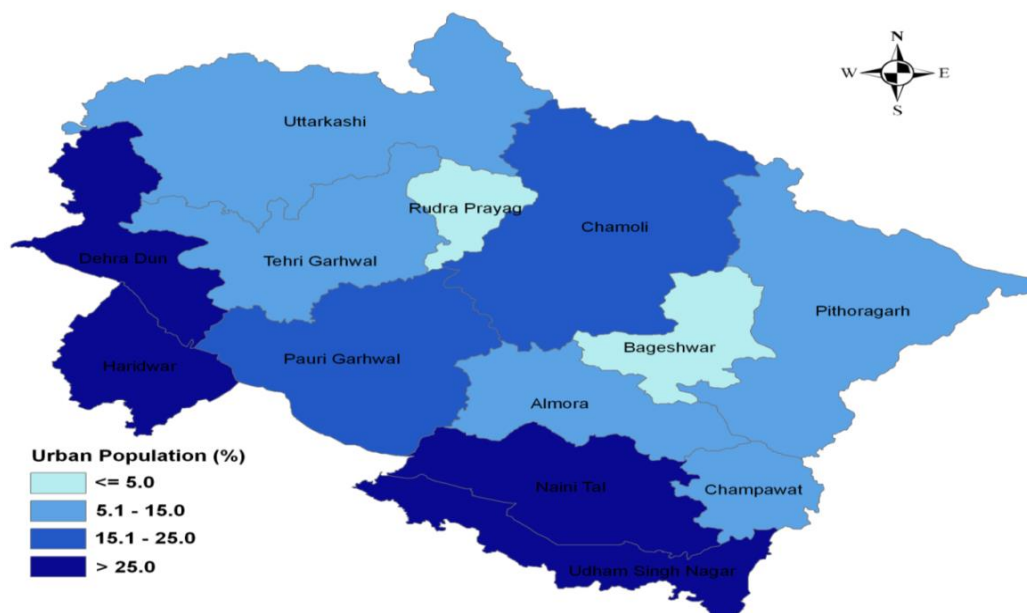 N
W E
S
Uttarkashi
Rudra Prayag
Chamoli
Dehra Dun
Tehri Garhwal
Pithoragarh
Bageshwar
Pauri Garhwal
Haridwar
Almora
Naini Tal
Champawat
Udham Singh Nagar
Urban Population (%)
<= 5.0
5.1 - 15.0
15.1 - 25.0
> 25.0